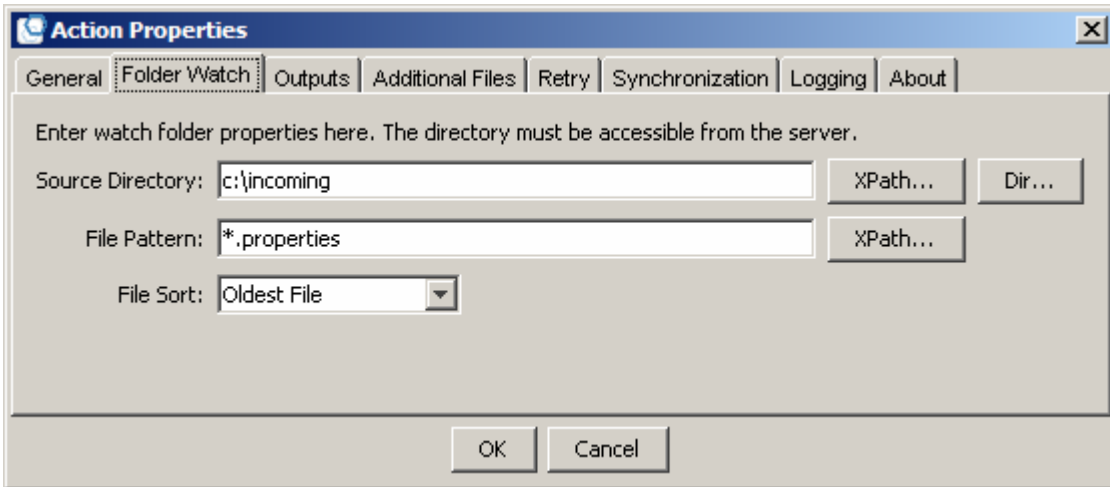 Action Properties
General Folder Watch Outputs Additional Files Retry Synchronization Logging About
Enter watch folder properties here. The directory must be accessible from the server.
Source Directory: c:\incoming XPath... Dir...
File Pattern: *.properties XPath...
File Sort: Oldest File
OK Cancel